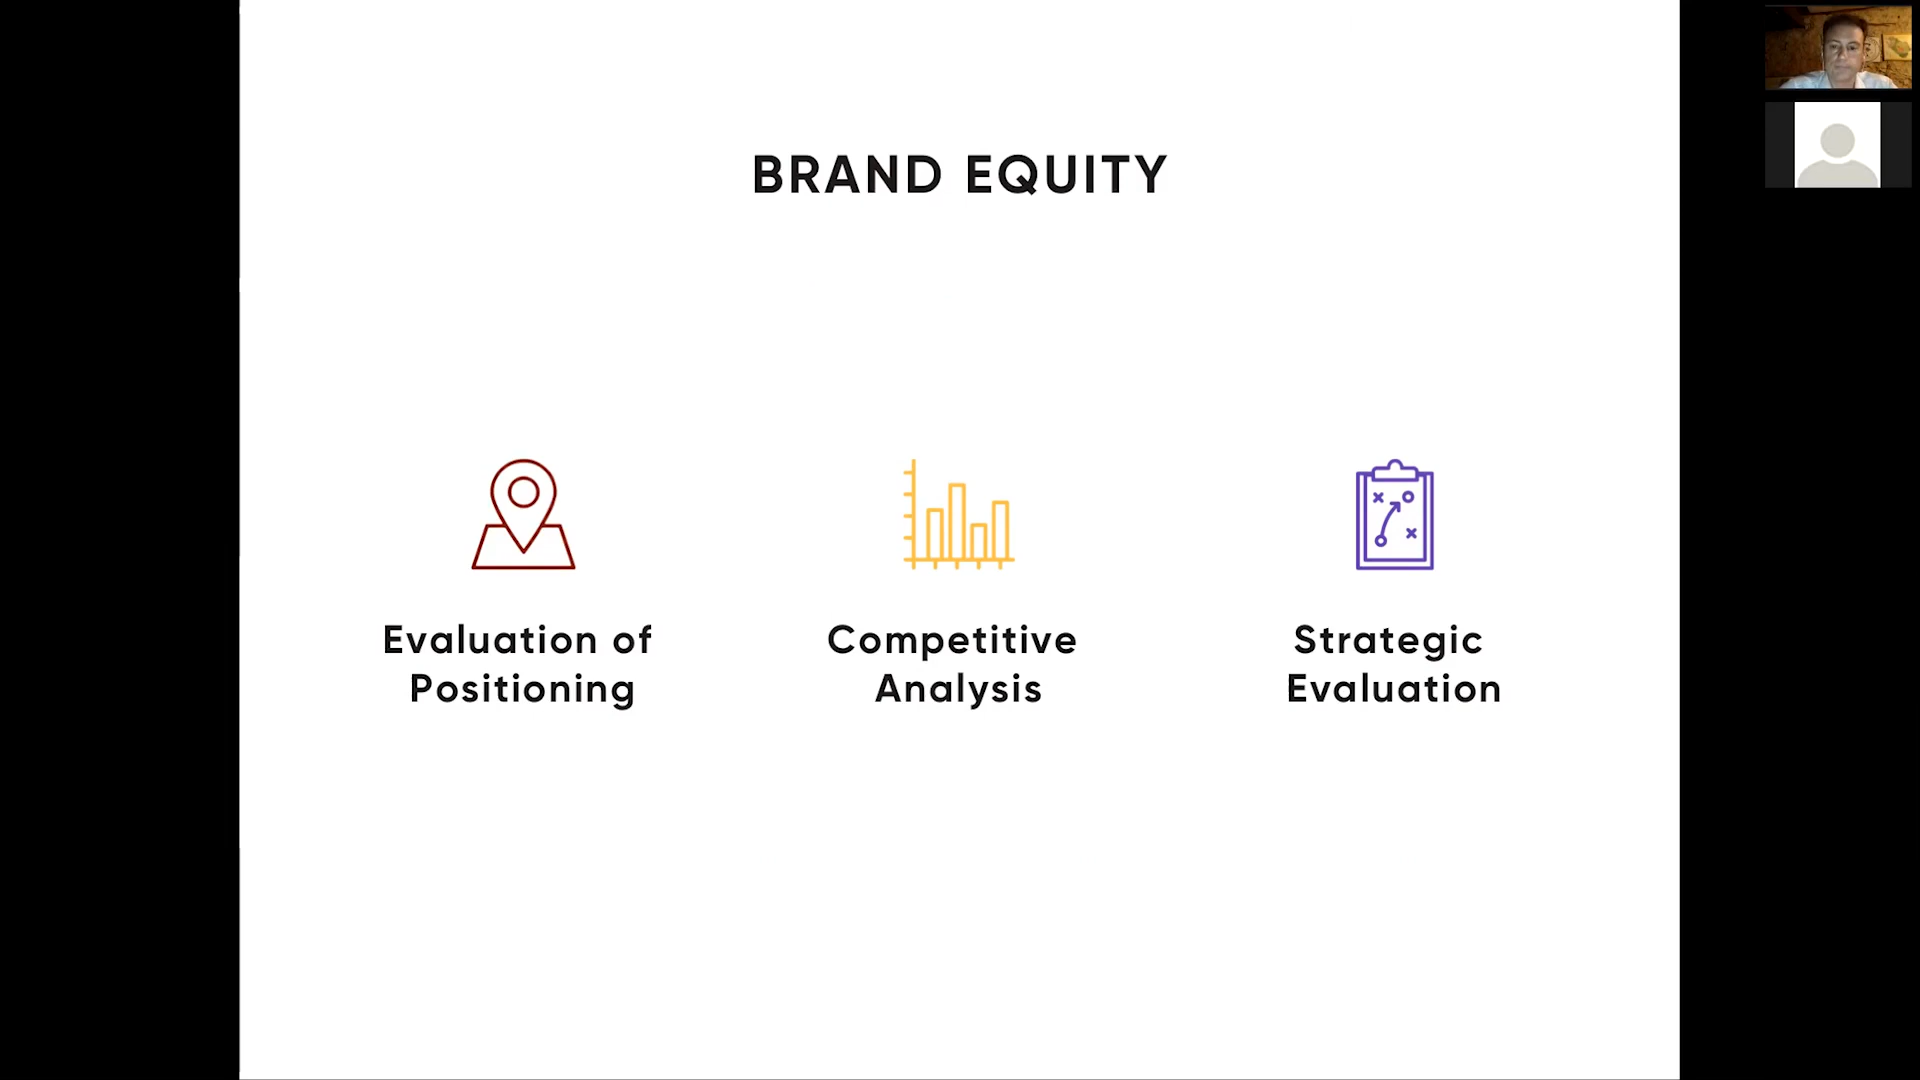 BRAND EQUITY
Evaluation of
Positioning
Competitive
Analysis
Strategic
Evaluation